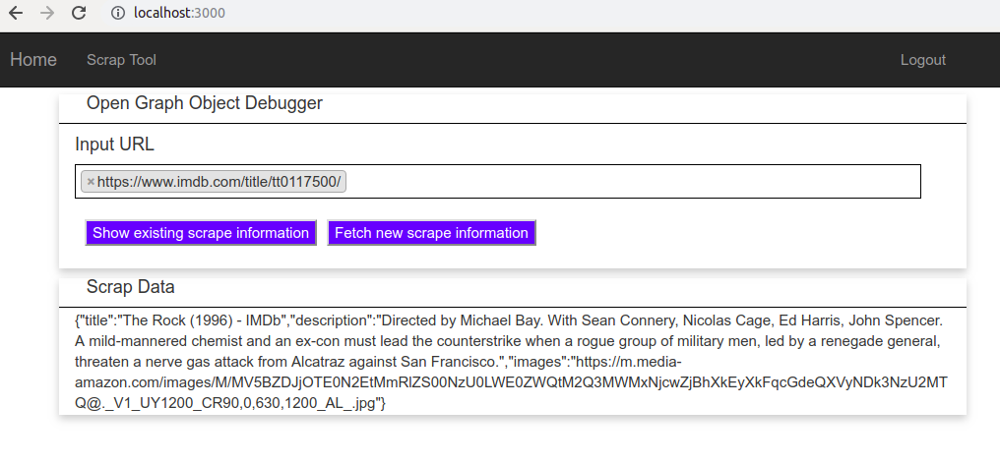 localhost:3000
Home Scrap Tool Logout
Open Graph Object Debugger
Input URL
×https://www.imdb.com/title/tt0117500/
Show existing scrape information Fetch new scrape information
Scrap Data
{"title":"The Rock (1996) - IMDb","description":"Directed by Michael Bay. With Sean Connery, Nicolas Cage, Ed Harris, John Spencer.
A mild-mannered chemist and an ex-con must lead the counterstrike when a rogue group of military men, led by a renegade general,
threaten a nerve gas attack from Alcatraz against San Francisco.","images":"https://m.media-
amazon.com/images/M/MV5BZDJjOTE0N2EtMmRlZS00NzU0LWE0ZWQtM2Q3MWMxNjcwZjBhXkEyXkFqcGdeQXVyNDk3NzU2MT
Q@._V1_UY1200_CR90,0,630,1200_AL_.jpg"}